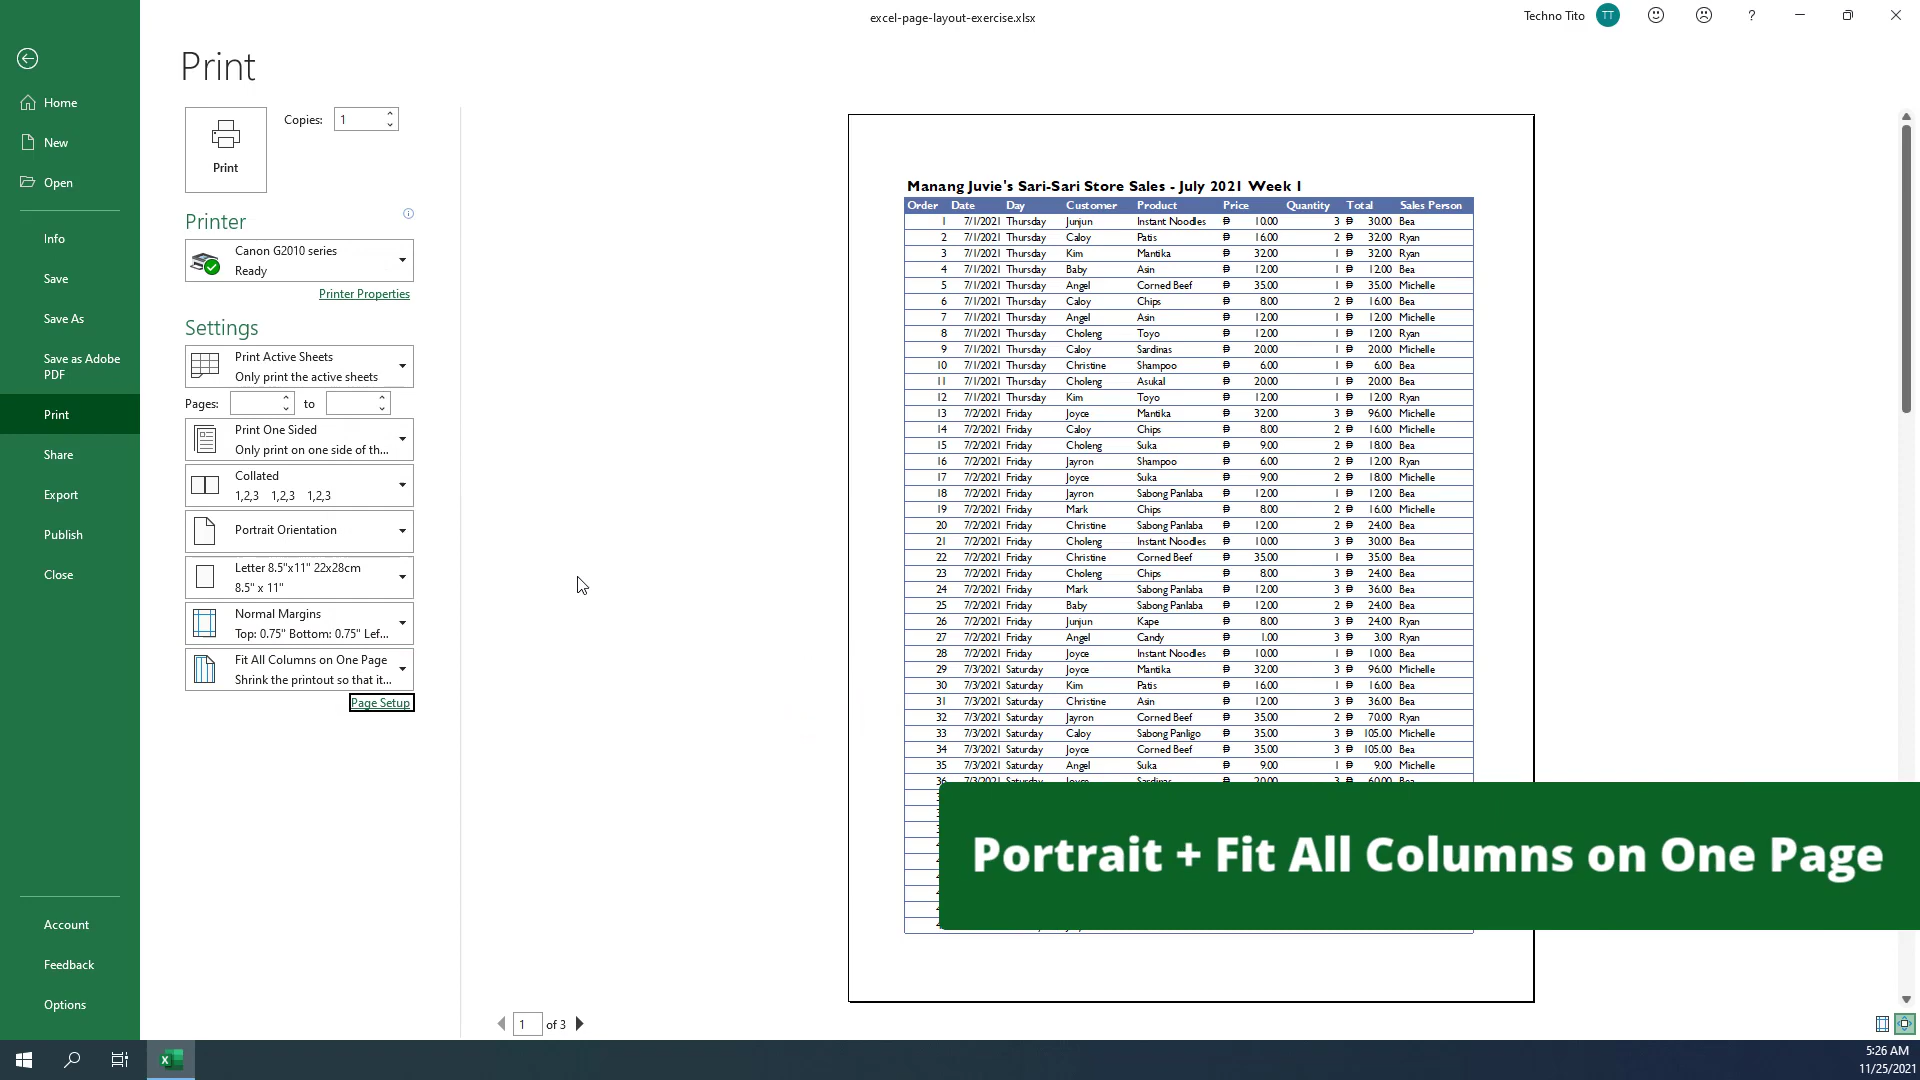 excel-page-layout-exercise.xlsx
Techno Tito TT ?
Print
Home
New
Open
Info
Save
Save As
Save as Adobe
PDF
Print
Share
Export
Publish
Close
Account
Feedback
Options
Print
Copies: 1
Printer
Canon G2010 series
Ready
Printer Properties
Settings
Print Active Sheets
Only print the active sheets
Pages: to
Print One Sided
Only print on one side of th...
Collated
1,2,3 1,2,3 1,2,3
Portrait Orientation
Letter 8.5"x11" 22x28cm
8.5" x 11"
Normal Margins
Top: 0.75" Bottom: 0.75" Lef...
Fit All Columns on One Page
Shrink the printout so that it...
Page Setup
Manang Juvie's Sari-Sari Store Sales - July 2021 Week 1
Order Date Day Customer Product Price Quantity Total Sales Person
1 7/1/2021 Thursday Junjun Instant Noodles ₱ 10.00 3 ₱ 30.00 Bea
2 7/1/2021 Thursday Caloy Patis ₱ 16.00 2 ₱ 32.00 Ryan
3 7/1/2021 Thursday Kim Mantika ₱ 32.00 1 ₱ 32.00 Ryan
4 7/1/2021 Thursday Baby Asin ₱ 12.00 1 ₱ 12.00 Bea
5 7/1/2021 Thursday Angel Corned Beef ₱ 35.00 1 ₱ 35.00 Michelle
6 7/1/2021 Thursday Caloy Chips ₱ 8.00 2 ₱ 16.00 Bea
7 7/1/2021 Thursday Angel Asin ₱ 12.00 1 ₱ 12.00 Michelle
8 7/1/2021 Thursday Choleng Toyo ₱ 12.00 1 ₱ 12.00 Ryan
9 7/1/2021 Thursday Caloy Sardinas ₱ 20.00 1 ₱ 20.00 Michelle
10 7/1/2021 Thursday Christine Shampoo ₱ 6.00 1 ₱ 6.00 Bea
11 7/1/2021 Thursday Choleng Asukal ₱ 20.00 1 ₱ 20.00 Bea
12 7/1/2021 Thursday Kim Toyo ₱ 12.00 1 ₱ 12.00 Ryan
13 7/2/2021 Friday Joyce Mantika ₱ 32.00 3 ₱ 96.00 Michelle
14 7/2/2021 Friday Caloy Chips ₱ 8.00 2 ₱ 16.00 Michelle
15 7/2/2021 Friday Choleng Suka ₱ 9.00 2 ₱ 18.00 Bea
16 7/2/2021 Friday Jayron Shampoo ₱ 6.00 2 ₱ 12.00 Ryan
17 7/2/2021 Friday Joyce Suka ₱ 9.00 2 ₱ 18.00 Michelle
18 7/2/2021 Friday Jayron Sabong Panlaba ₱ 12.00 1 ₱ 12.00 Bea
19 7/2/2021 Friday Mark Chips ₱ 8.00 2 ₱ 16.00 Michelle
20 7/2/2021 Friday Christine Sabong Panlaba ₱ 12.00 2 ₱ 24.00 Bea
21 7/2/2021 Friday Choleng Instant Noodles ₱ 10.00 3 ₱ 30.00 Bea
22 7/2/2021 Friday Christine Corned Beef ₱ 35.00 1 ₱ 35.00 Bea
23 7/2/2021 Friday Choleng Chips ₱ 8.00 3 ₱ 24.00 Bea
24 7/2/2021 Friday Mark Sabong Panlaba ₱ 12.00 3 ₱ 36.00 Bea
25 7/2/2021 Friday Baby Sabong Panlaba ₱ 12.00 2 ₱ 24.00 Bea
26 7/2/2021 Friday Junjun Kape ₱ 8.00 3 ₱ 24.00 Ryan
27 7/2/2021 Friday Angel Candy ₱ 1.00 3 ₱ 3.00 Ryan
28 7/2/2021 Friday Joyce Instant Noodles ₱ 10.00 1 ₱ 10.00 Bea
29 7/3/2021 Saturday Joyce Mantika ₱ 32.00 3 ₱ 96.00 Michelle
30 7/3/2021 Saturday Kim Patis ₱ 16.00 1 ₱ 16.00 Bea
31 7/3/2021 Saturday Christine Asin ₱ 12.00 3 ₱ 36.00 Bea
32 7/3/2021 Saturday Jayron Corned Beef ₱ 35.00 2 ₱ 70.00 Ryan
33 7/3/2021 Saturday Caloy Sabong Panligo ₱ 35.00 3 ₱ 105.00 Michelle
34 7/3/2021 Saturday Joyce Corned Beef ₱ 35.00 3 ₱ 105.00 Bea
35 7/3/2021 Saturday Angel Suka ₱ 9.00 1 ₱ 9.00 Michelle
36 7/3/2021 Saturday Joyce Sardinas ₱ 20.00 3 ₱ 60.00 Bea
Portrait + Fit All Columns on One Page
1 of 3
5:26 AM
11/25/2021